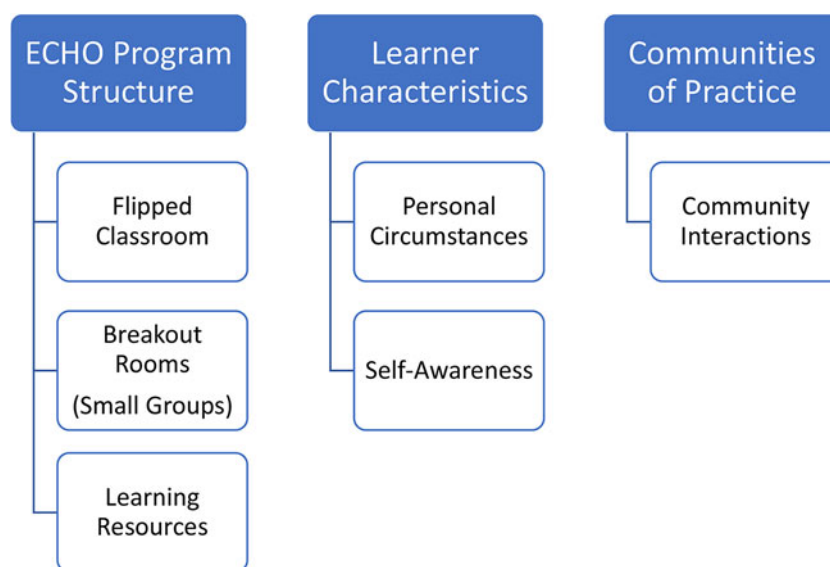 ECHO Program
Structure
Flipped
Classroom
Breakout
Rooms
(Small Groups)
Learning
Resources
Learner
Characteristics
Personal
Circumstances
Self-Awareness
Communities
of Practice
Community
Interactions